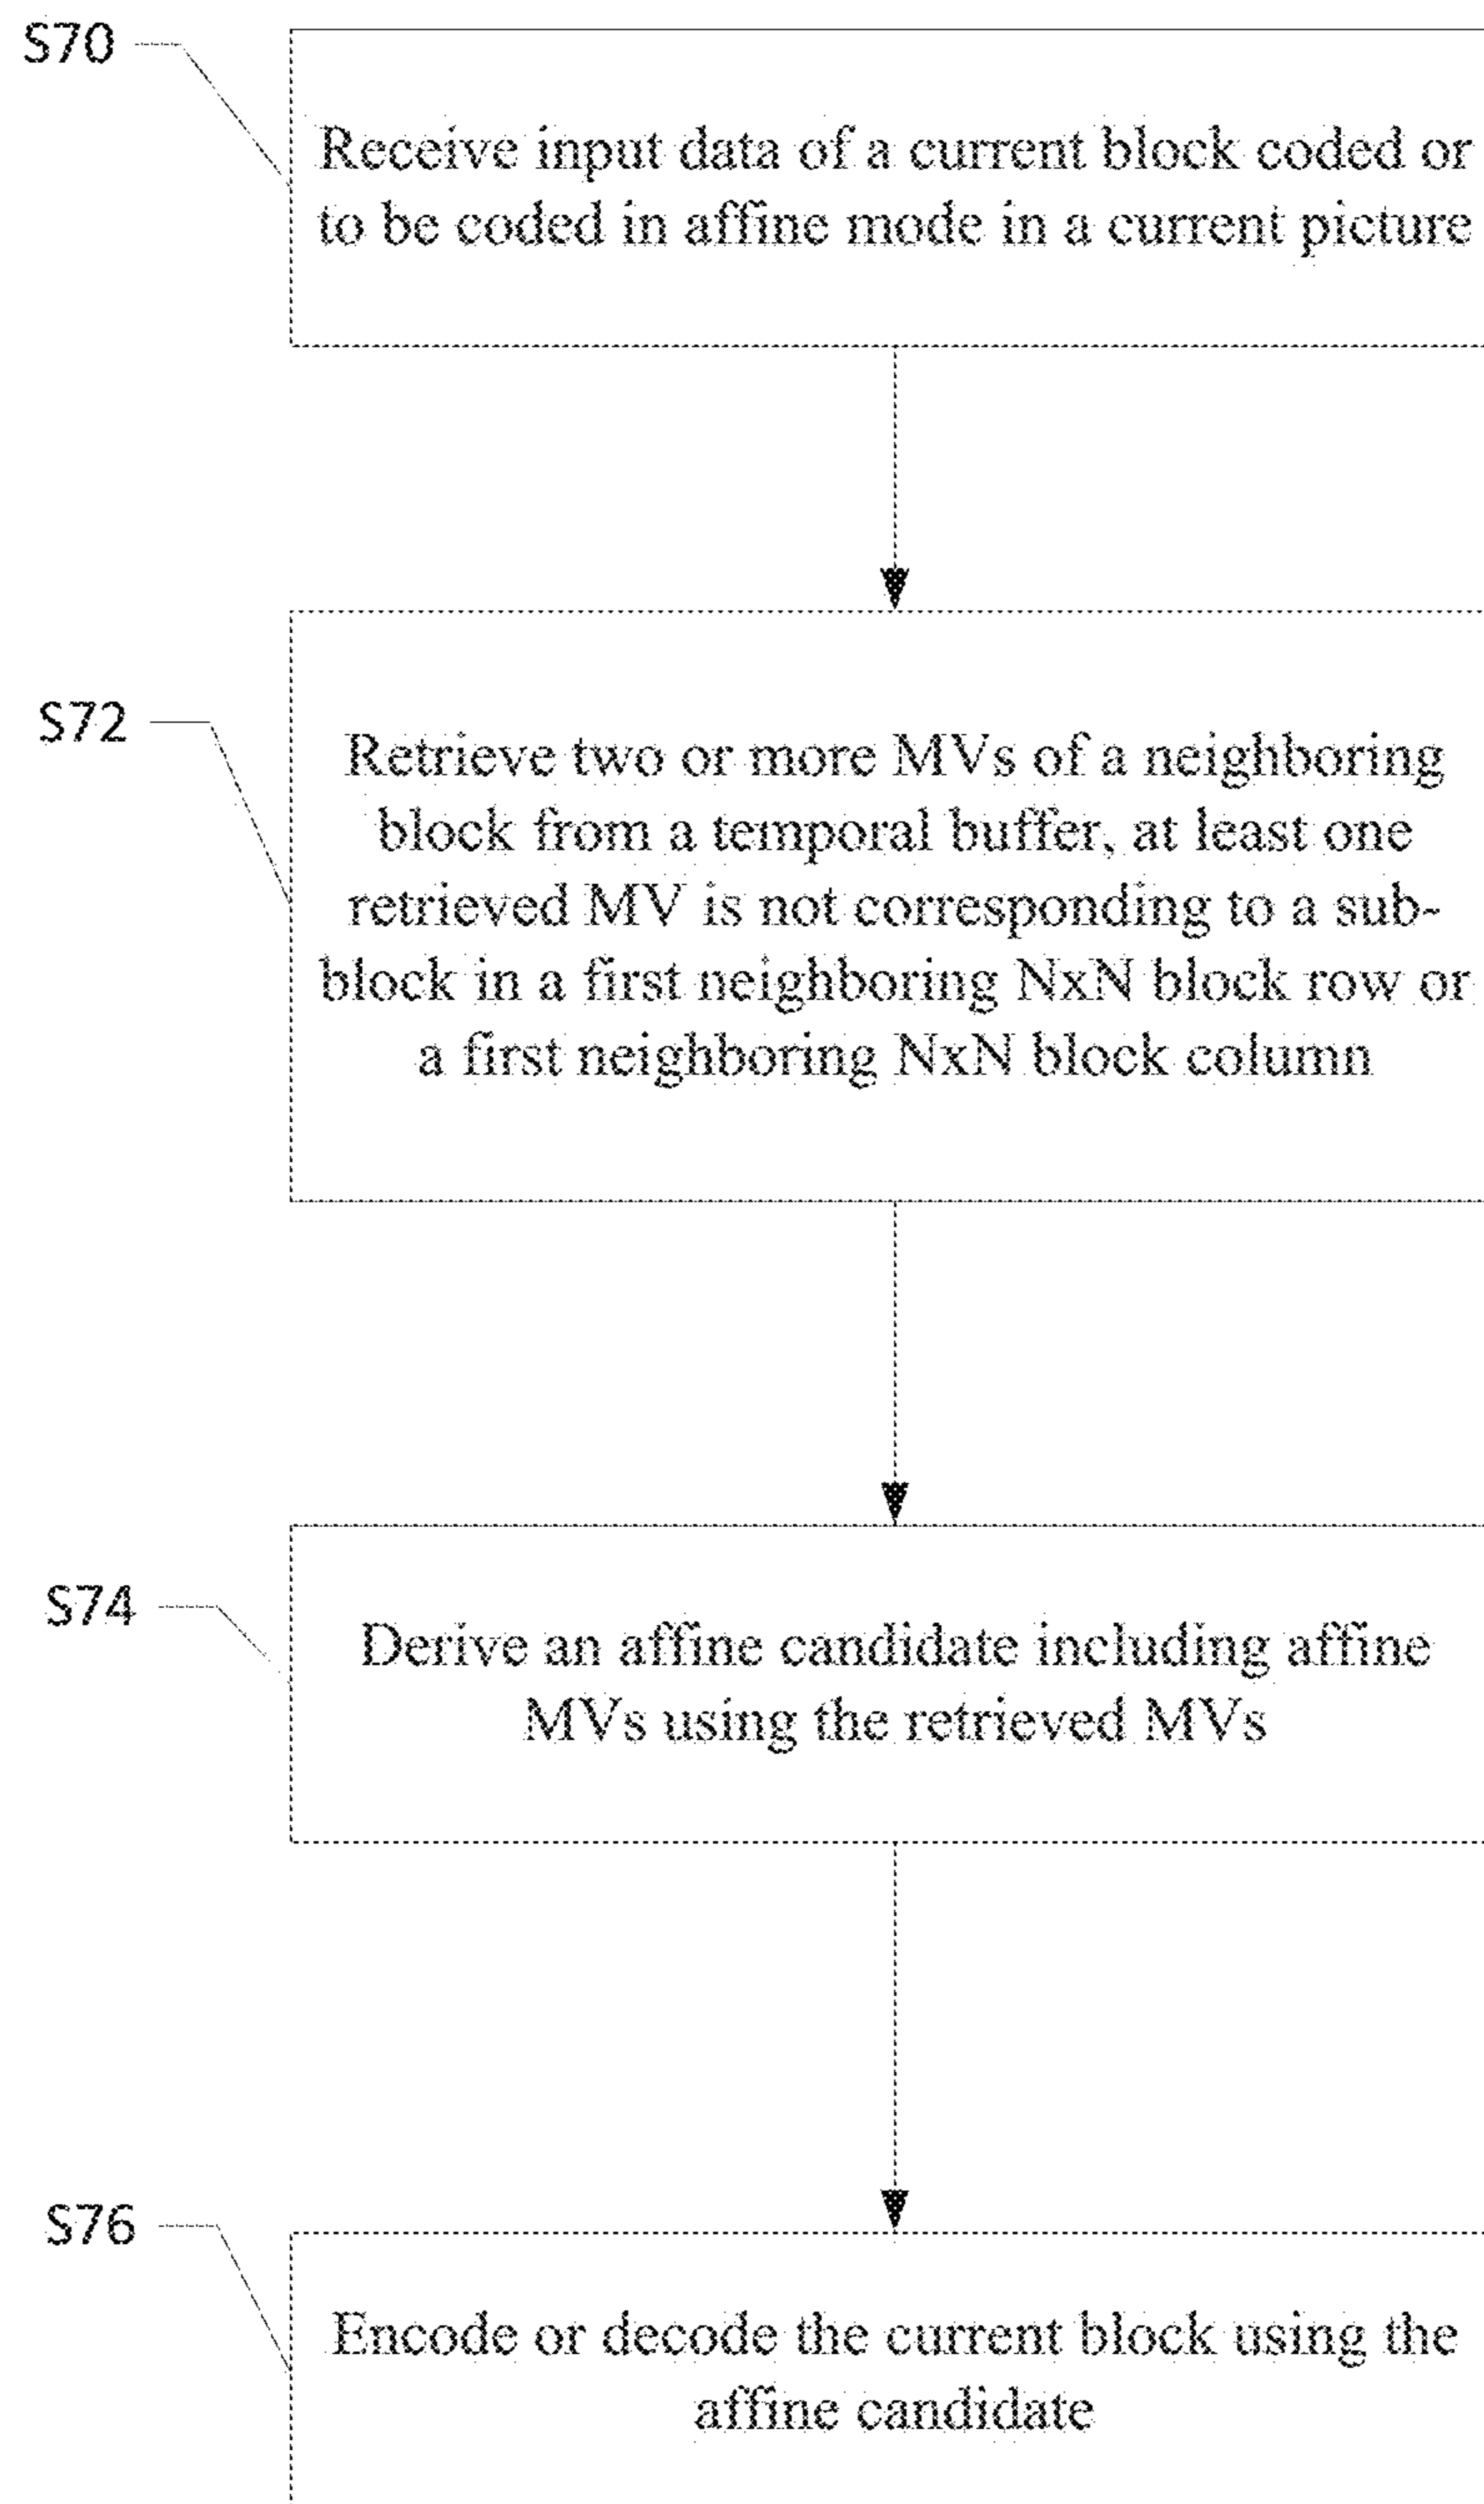 S70
Receive input data of a current block coded or
to be coded in affine mode in a current picture
S72
Retrieve two or more MVs of a neighboring
block from a temporal buffer, at least one
retrieved MV is not corresponding to a sub-
block in a first neighboring NxN block row or
a first neighboring NxN block column
S74
Derive an affine candidate including affine
MVs using the retrieved MVs
S76
Encode or decode the current block using the
affine candidate